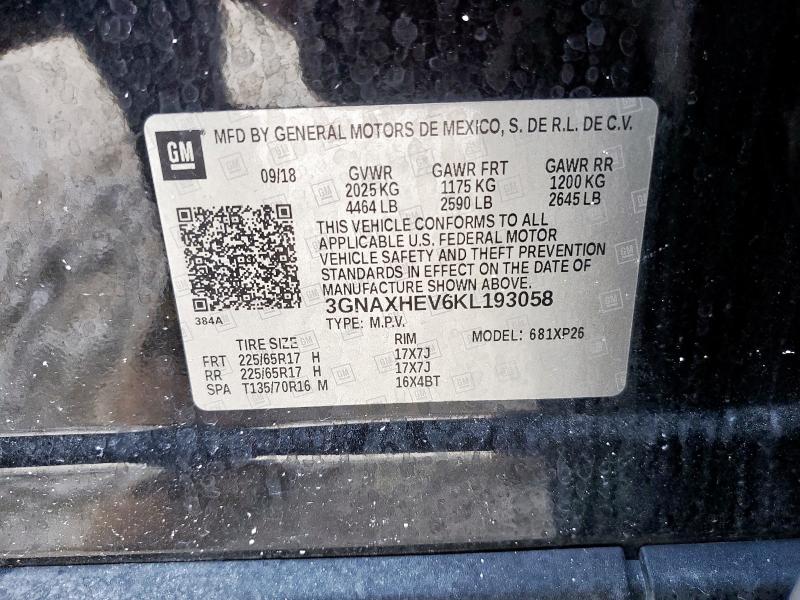 GM
MFD BY GENERAL MOTORS DE MEXICO, S. DE R.L. DE C.V.
09/18 GVWR GAWR FRT GAWR RR
2025 KG 1175 KG 1200 KG
4464 LB 2590 LB 2645 LB
THIS VEHICLE CONFORMS TO ALL
APPLICABLE U.S. FEDERAL MOTOR
VEHICLE SAFETY AND THEFT PREVENTION
STANDARDS IN EFFECT ON THE DATE OF
MANUFACTURE SHOWN ABOVE.
384A
3GNAXHEV6KL193058
TYPE: M.P.V. MODEL: 681XP26
TIRE SIZE RIM
FRT 225/65R17 H 17X7J
RR 225/65R17 H 17X7J
SPA T135/70R16 M 16X4BT